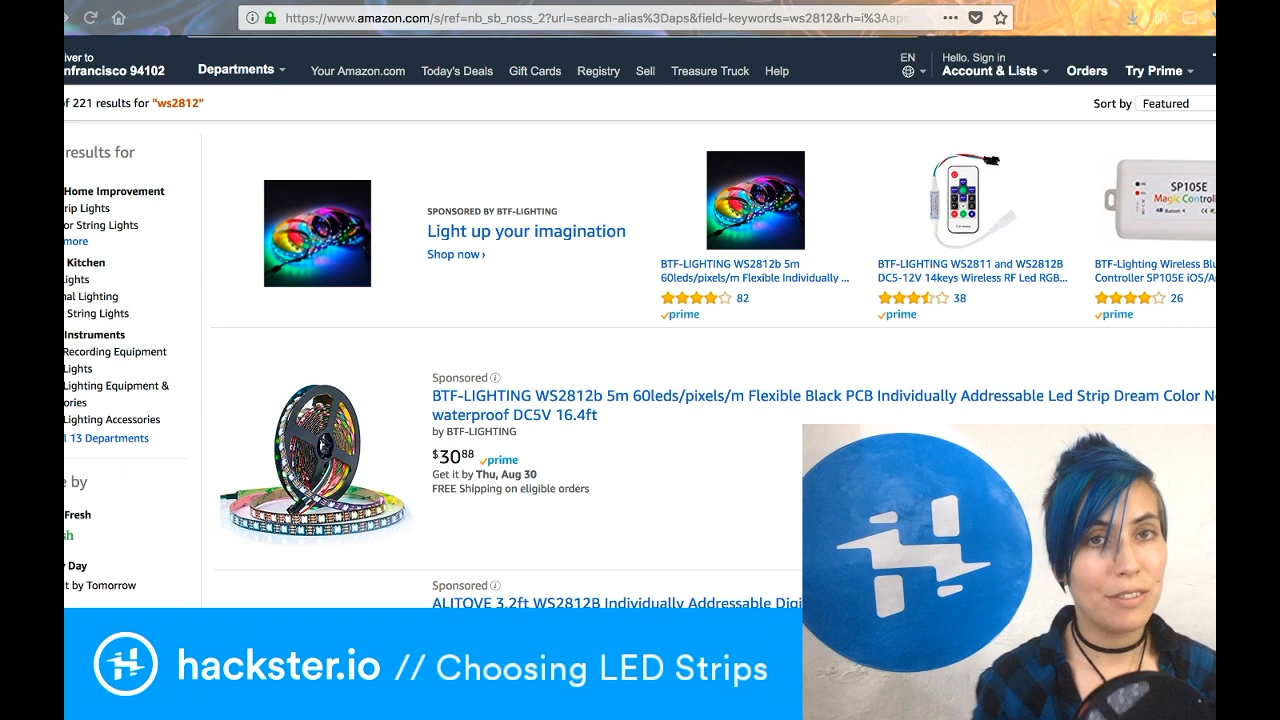 https://www.amazon.com/s/ref=nb_sb_noss_2?url=search-alias%3Daps&field-keywords=ws2812&rh=i%3Aaps
iver to
nfrancisco 94102
Departments
Your Amazon.com
Today's Deals
Gift Cards
Registry
Sell
Treasure Truck
Help
EN
Hello. Sign in
Account & Lists
Orders
Try Prime
of 221 results for "ws2812"
Sort by
Featured
results for
Home Improvement
rip Lights
or String Lights
more
Kitchen
ights
nal Lighting
String Lights
Instruments
Recording Equipment
Lights
Lighting Equipment &
ories
Lighting Accessories
l 13 Departments
e by
Fresh
sh
y Day
t by Tomorrow
SPONSORED BY BTF-LIGHTING
Light up your imagination
Shop now ›
BTF-LIGHTING WS2812b 5m
60leds/pixels/m Flexible Individually ...
82
prime
BTF-LIGHTING WS2811 and WS2812B
DC5-12V 14keys Wireless RF Led RGB...
38
prime
SP105E
Magic Controll
BTF-Lighting Wireless Blu
Controller SP105E iOS/A
26
prime
Sponsored
BTF-LIGHTING WS2812b 5m 60leds/pixels/m Flexible Black PCB Individually Addressable Led Strip Dream Color N
waterproof DC5V 16.4ft
by BTF-LIGHTING
$30 88 prime
Get it by Thu, Aug 30
FREE Shipping on eligible orders
Sponsored
ALITOVE 3.2ft WS2812B Individually Addressable Digi
hackster.io // Choosing LED Strips